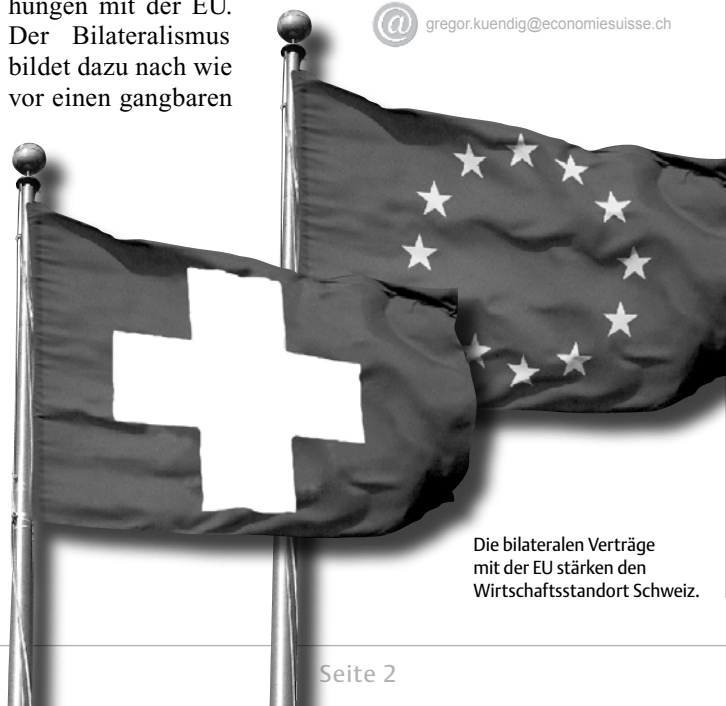 hungen mit der EU.
Der Bilateralismus
bildet dazu nach wie
vor einen gangbaren
@ gregor.kuendig@economiesuisse.ch
Die bilateralen Verträge
mit der EU stärken den
Wirtschaftsstandort Schweiz.
Seite 2